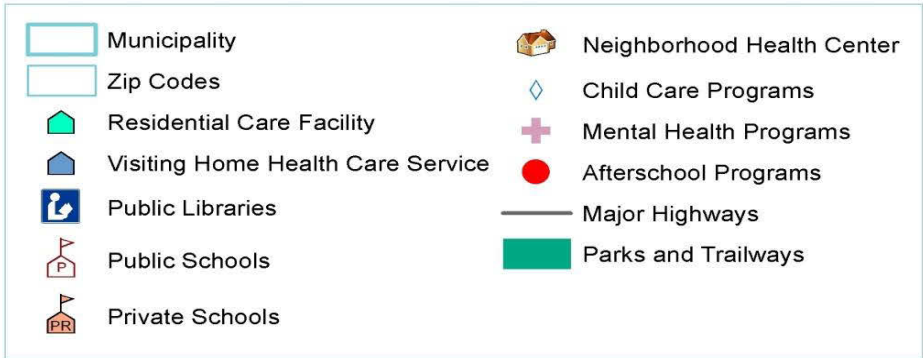 Municipality
Zip Codes
Residential Care Facility
Visiting Home Health Care Service
Public Libraries
P
Public Schools
PR
Private Schools
Neighborhood Health Center
Child Care Programs
Mental Health Programs
Afterschool Programs
Major Highways
Parks and Trailways